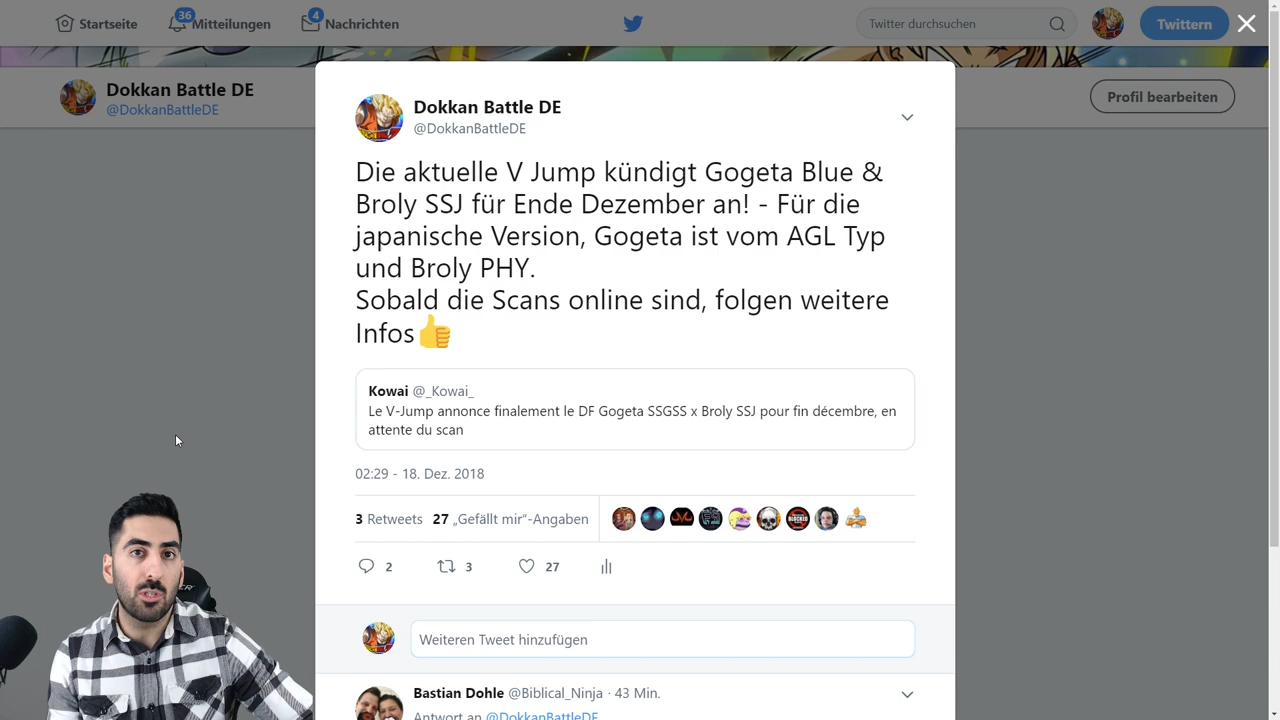 Startseite
36
Mitteilungen
4
Nachrichten
Twitter durchsuchen
Twittern
Dokkan Battle DE
@DokkanBattleDE
Profil bearbeiten
Dokkan Battle DE
@DokkanBattleDE
Die aktuelle V Jump kündigt Gogeta Blue &
Broly SSJ für Ende Dezember an! - Für die
japanische Version, Gogeta ist vom AGL Typ
und Broly PHY.
Sobald die Scans online sind, folgen weitere
Infos👍
Kowai @_Kowai_
Le V-Jump annonce finalement le DF Gogeta SSGSS x Broly SSJ pour fin décembre, en
attente du scan
02:29 - 18. Dez. 2018
3 Retweets 27 „Gefällt mir“-Angaben
BLOCKED
2 3 27
Weiteren Tweet hinzufügen
Bastian Dohle @Biblical_Ninja · 43 Min.
Antwort an @DokkanBattleDE